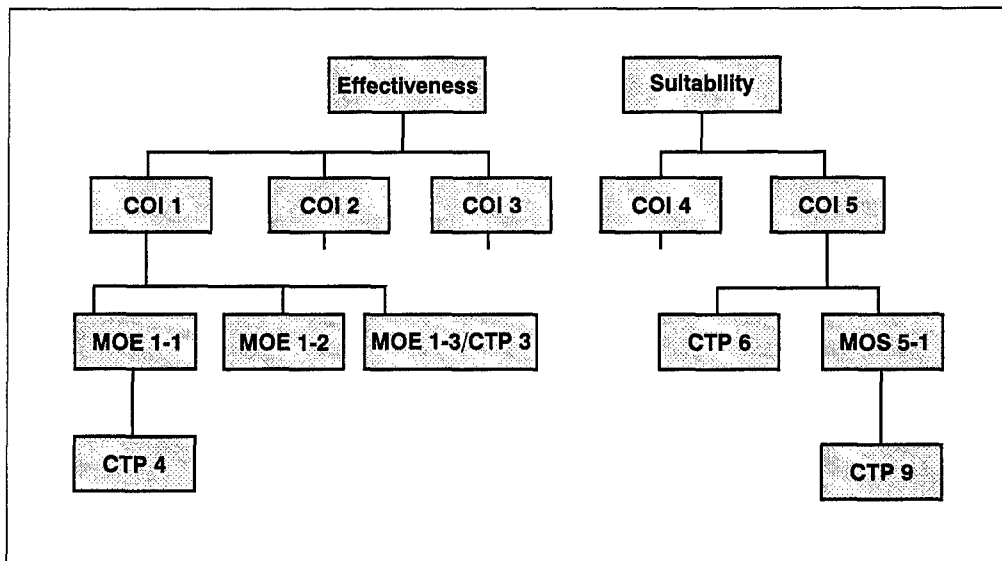 Effectiveness
Suitability
COI 1
COI 2
COI 3
COI 4
COI 5
MOE 1-1
MOE 1-2
MOE 1-3/CTP 3
CTP 6
MOS 5-1
CTP 4
CTP 9